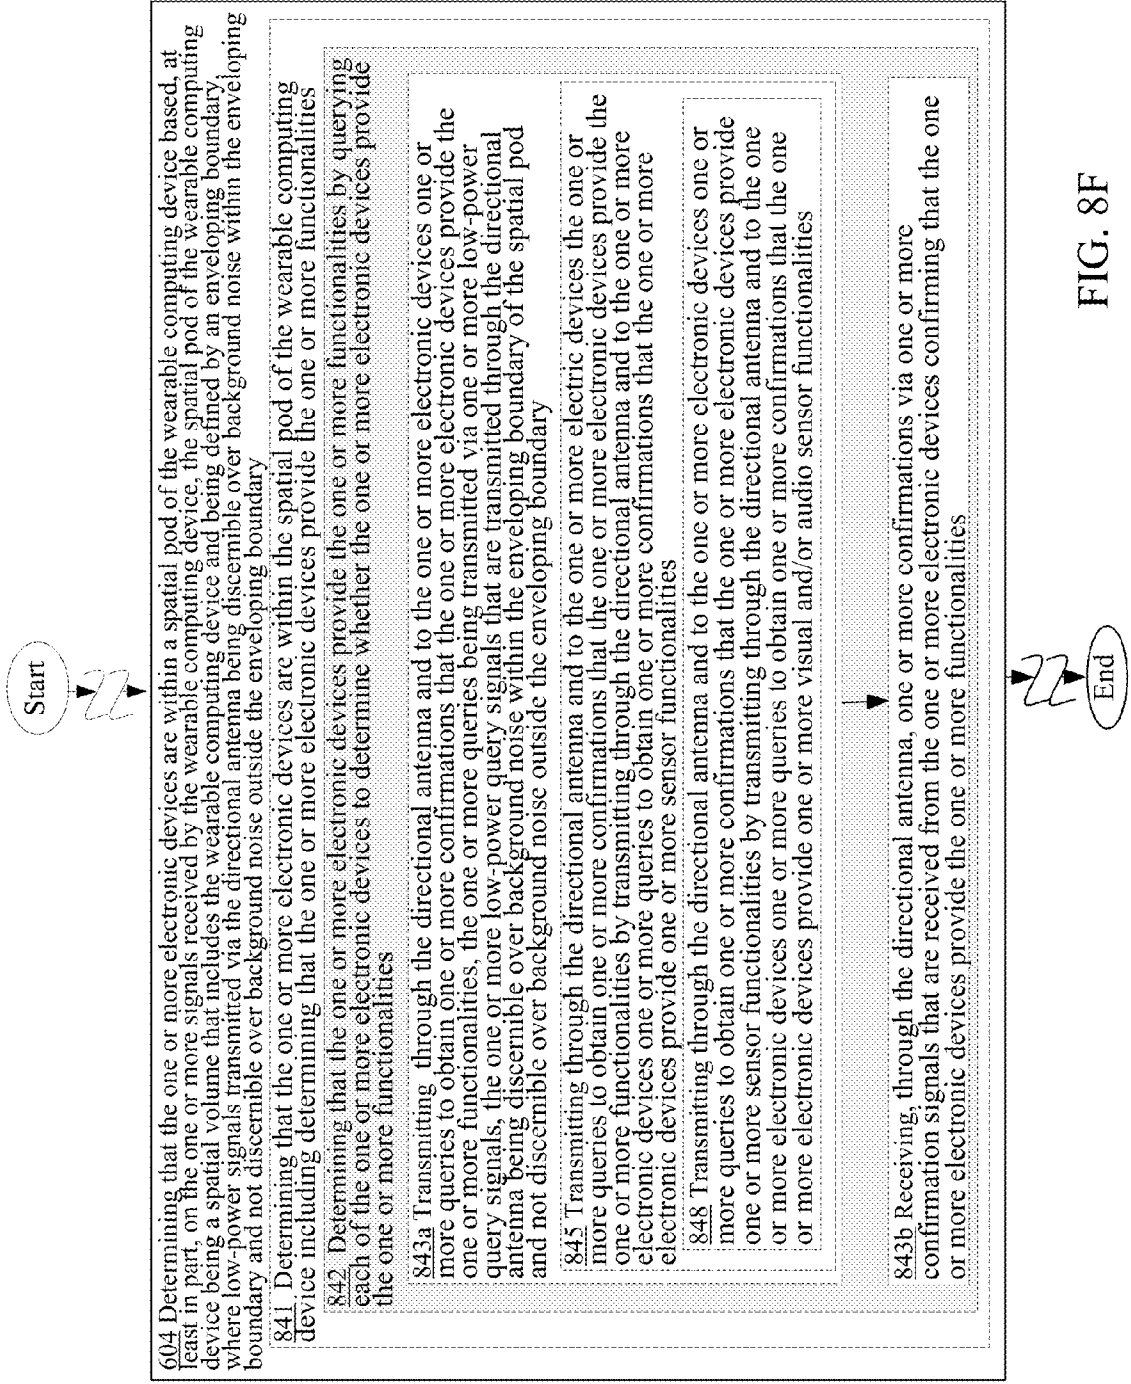 Start
604 Determining that the one or more electronic devices are within a spatial pod of the wearable computing device based, at
least in part, on the one or more signals received by the wearable computing device, the spatial pod of the wearable computing
device being a spatial volume that includes the wearable computing device and being defined by an enveloping boundary,
where low-power signals transmitted via the directional antenna being discernible over background noise within the enveloping
boundary and not discernible over background noise outside the enveloping boundary
841 Determining that the one or more electronic devices are within the spatial pod of the wearable computing
device including determining that the one or more electronic devices provide the one or more functionalities
842 Determining that the one or more electronic devices provide the one or more functionalities by querying
each of the one or more electronic devices to determine whether the one or more electronic devices provide
the one or more functionalities
843a Transmitting through the directional antenna and to the one or more electronic devices one or
more queries to obtain one or more confirmations that the one or more electronic devices provide the
one or more functionalities, the one or more queries being transmitted via one or more low-power
query signals, the one or more low-power query signals that are transmitted through the directional
antenna being discernible over background noise within the enveloping boundary of the spatial pod
and not discernible over background noise outside the enveloping boundary
845 Transmitting through the directional antenna and to the one or more electric devices the one or
more queries to obtain one or more confirmations that the one or more electronic devices provide the
one or more functionalities by transmitting through the directional antenna and to the one or more
electronic devices one or more queries to obtain one or more confirmations that the one or more
electronic devices provide one or more sensor functionalities
848 Transmitting through the directional antenna and to the one or more electronic devices one or
more queries to obtain one or more confirmations that the one or more electronic devices provide
one or more sensor functionalities by transmitting through the directional antenna and to the one
or more electronic devices one or more queries to obtain one or more confirmations that the one
or more electronic devices provide one or more visual and/or audio sensor functionalities
843b Receiving, through the directional antenna, one or more confirmations via one or more
confirmation signals that are received from the one or more electronic devices confirming that the one
or more electronic devices provide the one or more functionalities
End
FIG. 8F